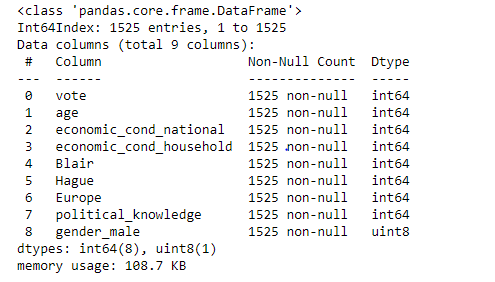 <class 'pandas.core.frame.DataFrame'>
Int64Index: 1525 entries, 1 to 1525
Data columns (total 9 columns):
 #   Column                   Non-Null Count  Dtype
---  ------                   --------------  -----
 0   vote                     1525 non-null   int64
 1   age                      1525 non-null   int64
 2   economic_cond_national   1525 non-null   int64
 3   economic_cond_household  1525 non-null   int64
 4   Blair                    1525 non-null   int64
 5   Hague                    1525 non-null   int64
 6   Europe                   1525 non-null   int64
 7   political_knowledge      1525 non-null   int64
 8   gender_male              1525 non-null   uint8
dtypes: int64(8), uint8(1)
memory usage: 108.7 KB